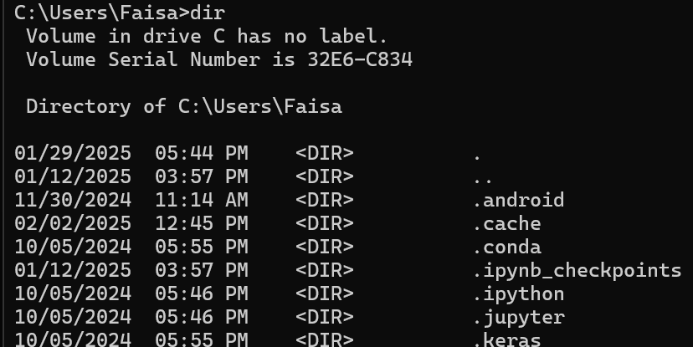 C:\Users\Faisa>dir
 Volume in drive C has no label.
 Volume Serial Number is 32E6-C834

 Directory of C:\Users\Faisa

01/29/2025  05:44 PM    <DIR>          .
01/12/2025  03:57 PM    <DIR>          ..
11/30/2024  11:14 AM    <DIR>          .android
02/02/2025  12:45 PM    <DIR>          .cache
10/05/2024  05:55 PM    <DIR>          .conda
01/12/2025  03:57 PM    <DIR>          .ipynb_checkpoints
10/05/2024  05:46 PM    <DIR>          .ipython
10/05/2024  05:46 PM    <DIR>          .jupyter
10/05/2024  05:55 PM    <DIR>          .keras